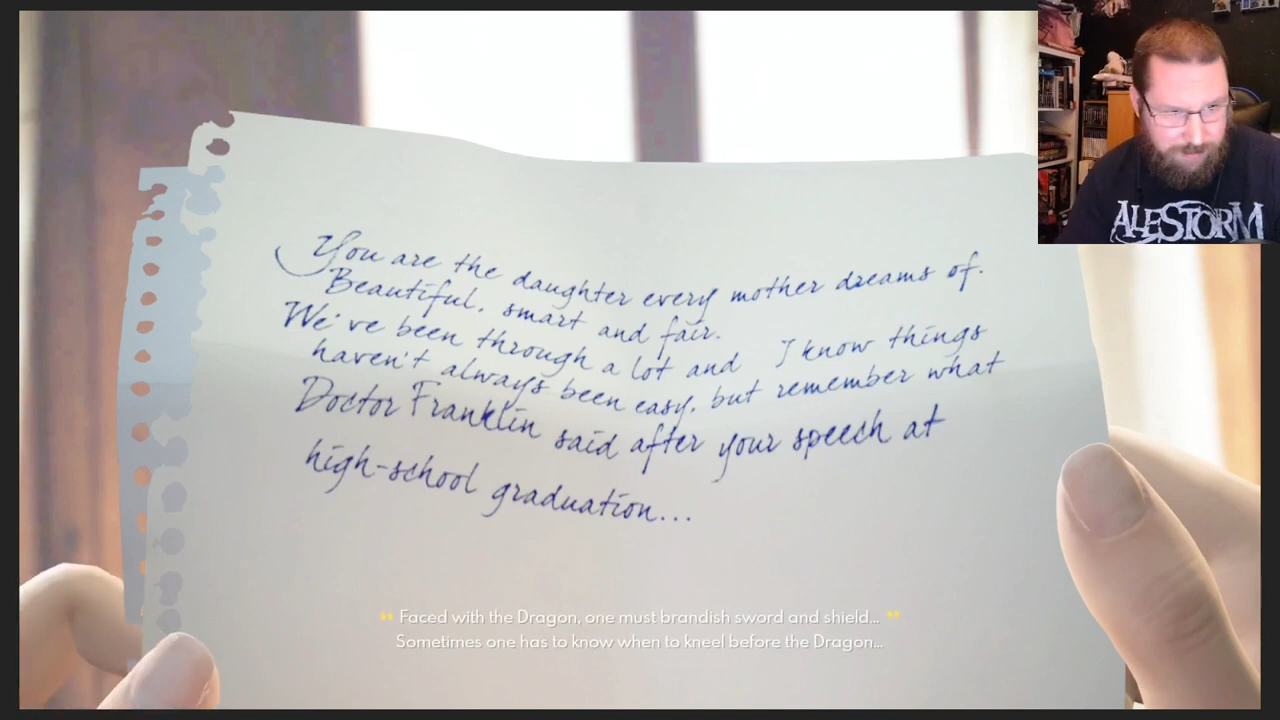 ALESTORM
You are the daughter every mother dreams of.
Beautiful, smart and fair.
We've been through a lot and I know things
haven't always been easy, but remember what
Doctor Franklin said after your speech at
high-school graduation...
Faced with the Dragon, one must brandish sword and shield...
Sometimes one has to know when to kneel before the Dragon...